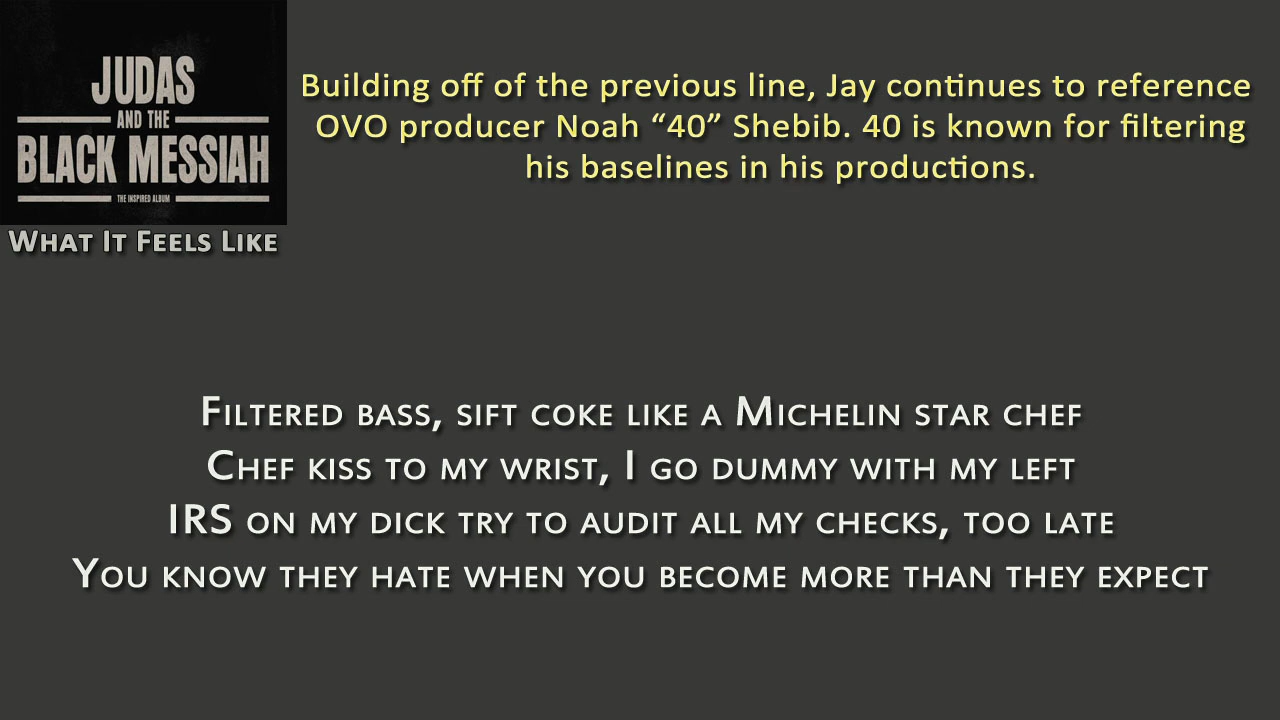 JUDAS
AND THE
BLACK MESSIAH
THE INSPIRED ALBUM
WHAT IT FEELS LIKE
Building off of the previous line, Jay continues to reference
OVO producer Noah “40” Shebib. 40 is known for filtering
his baselines in his productions.
FILTERED BASS, SIFT COKE LIKE A MICHELIN STAR CHEF
CHEF KISS TO MY WRIST, I GO DUMMY WITH MY LEFT
IRS ON MY DICK TRY TO AUDIT ALL MY CHECKS, TOO LATE
YOU KNOW THEY HATE WHEN YOU BECOME MORE THAN THEY EXPECT